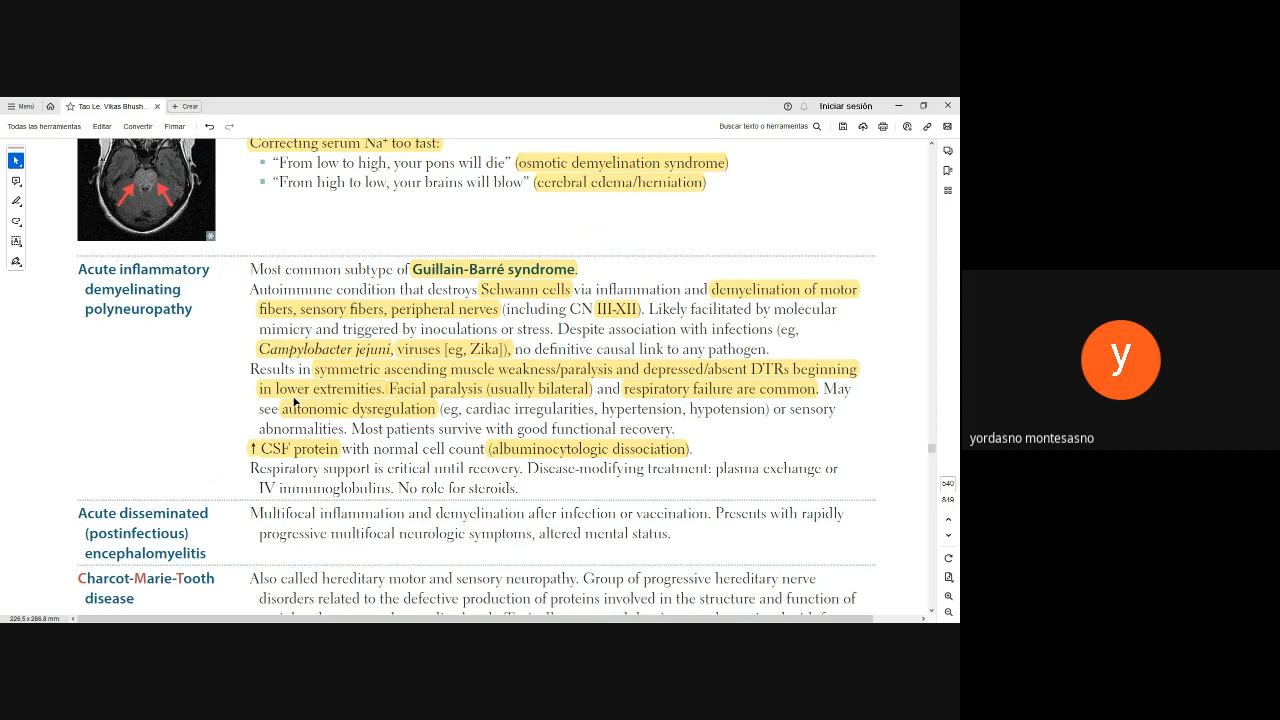 Menú
Tao Le, Vikas Bhush...
+ Crear
Iniciar sesión
Todas las herramientas Editar Convertir Firmar
Buscar texto o herramientas
Correcting serum Na⁺ too fast:
▪ “From low to high, your pons will die” (osmotic demyelination syndrome)
▪ “From high to low, your brains will blow” (cerebral edema/herniation)
Acute inflammatory
demyelinating
polyneuropathy
Most common subtype of Guillain-Barré syndrome.
Autoimmune condition that destroys Schwann cells via inflammation and demyelination of motor
fibers, sensory fibers, peripheral nerves (including CN III-XII). Likely facilitated by molecular
mimicry and triggered by inoculations or stress. Despite association with infections (eg,
Campylobacter jejuni, viruses [eg, Zika]), no definitive causal link to any pathogen.
Results in symmetric ascending muscle weakness/paralysis and depressed/absent DTRs beginning
in lower extremities. Facial paralysis (usually bilateral) and respiratory failure are common. May
see autonomic dysregulation (eg, cardiac irregularities, hypertension, hypotension) or sensory
abnormalities. Most patients survive with good functional recovery.
↑ CSF protein with normal cell count (albuminocytologic dissociation).
Respiratory support is critical until recovery. Disease-modifying treatment: plasma exchange or
IV immunoglobulins. No role for steroids.
Acute disseminated
(postinfectious)
encephalomyelitis
Multifocal inflammation and demyelination after infection or vaccination. Presents with rapidly
progressive multifocal neurologic symptoms, altered mental status.
Charcot-Marie-Tooth
disease
Also called hereditary motor and sensory neuropathy. Group of progressive hereditary nerve
disorders related to the defective production of proteins involved in the structure and function of
540
849
226.5 x 286.8 mm
y
yordasno montesasno